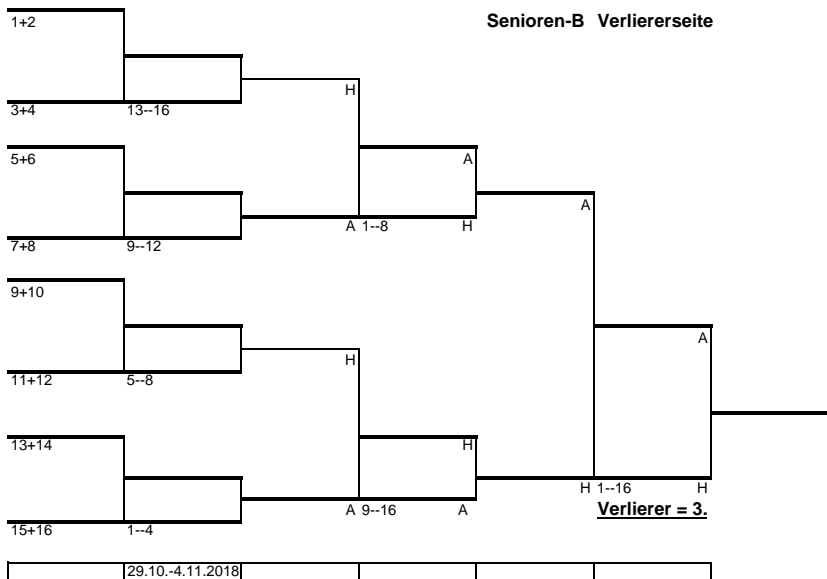 Senioren-B Verliererseite
1+2
3+4 13--16
H
5+6
A
7+8 9--12
A 1--8 H
A
9+10
A
11+12 5--8
H
13+14
H
15+16 1--4
A 9--16 A
H 1--16 H
Verlierer = 3.
29.10.-4.11.2018